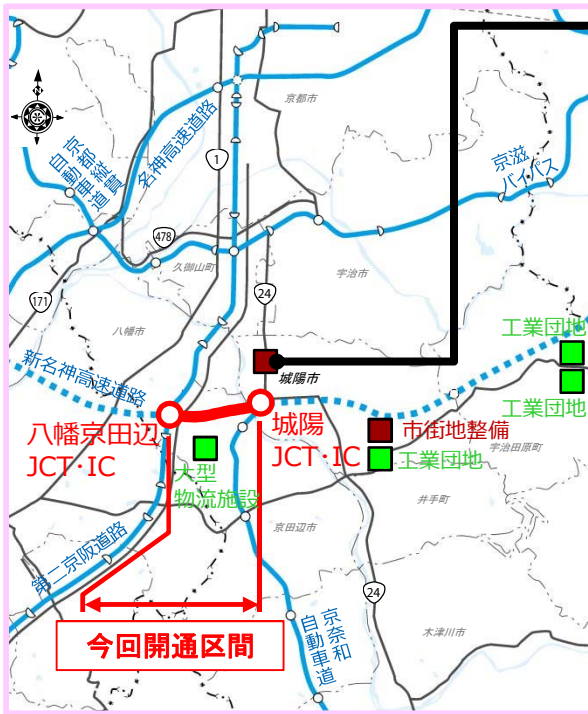 N
京都市
名神高速道路
京都縦貫
自動車道
1
京滋
バイパス
478
久御山町
宇治市
171
24
八幡市
工業団地
城陽市
新名神高速道路
工業団地
八幡京田辺
JCT・IC
城陽
JCT・IC
市街地整備
宇治田原町
工業団地
大型
物流施設
井手町
京田辺市
第二京阪道路
24
京奈和
自動車道
木津川市
今回開通区間